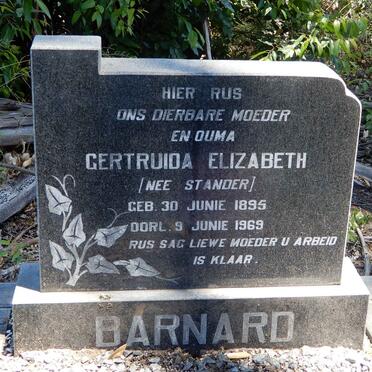 HIER RUS
ONS DIERBARE MOEDER
EN OUMA
GERTRUIDA ELIZABETH
[NEE STANDER]
GEB. 30 JUNIE 1895
OORL. 9 JUNIE 1969
RUS SAG LIEWE MOEDER U ARBEID
IS KLAAR.
BARNARD